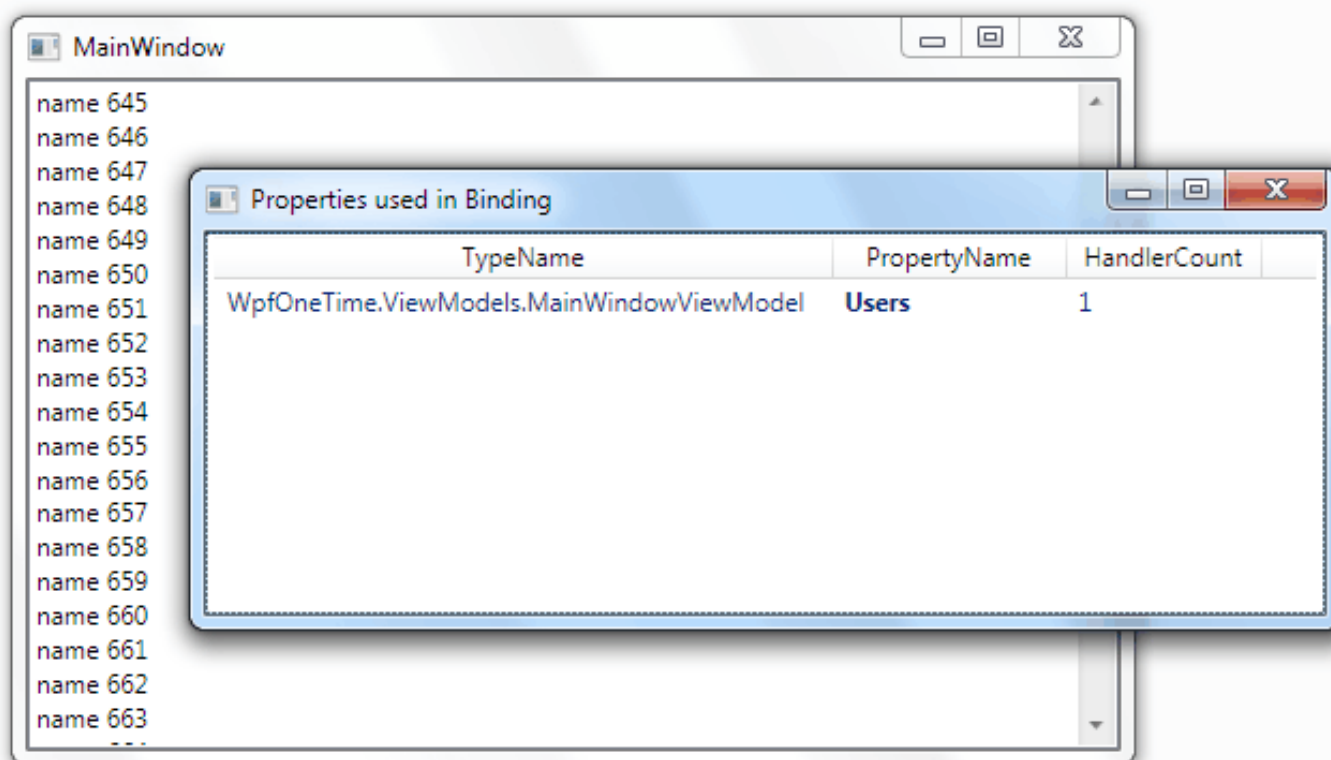 MainWindow
name 645
name 646
name 647
name 648
name 649
name 650
name 651
name 652
name 653
name 654
name 655
name 656
name 657
name 658
name 659
name 660
name 661
name 662
name 663
Properties used in Binding
TypeName PropertyName HandlerCount
WpfOneTime.ViewModels.MainWindowViewModel Users 1